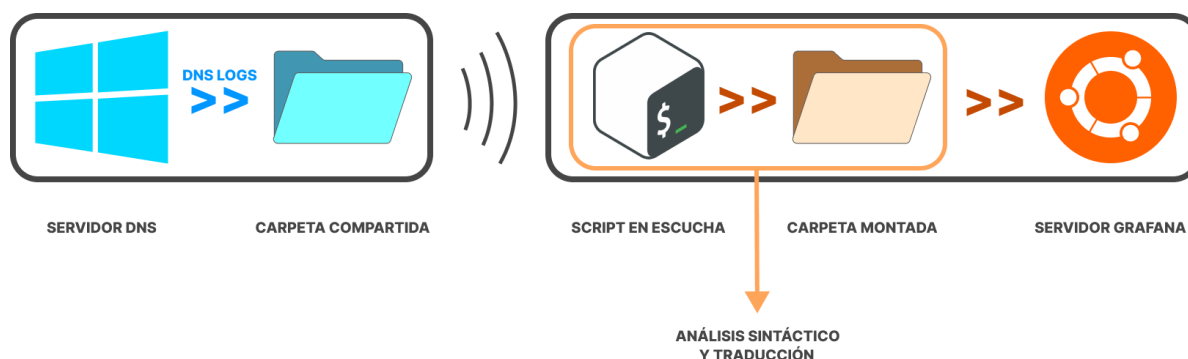 DNS LOGS
>>
$_
>>
>>
SERVIDOR DNS
CARPETA COMPARTIDA
SCRIPT EN ESCUCHA
CARPETA MONTADA
SERVIDOR GRAFANA
ANÁLISIS SINTÁCTICO
Y TRADUCCIÓN